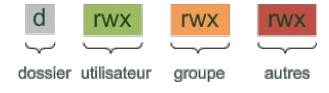 d rwx rwx rwx
dossier utilisateur groupe autres